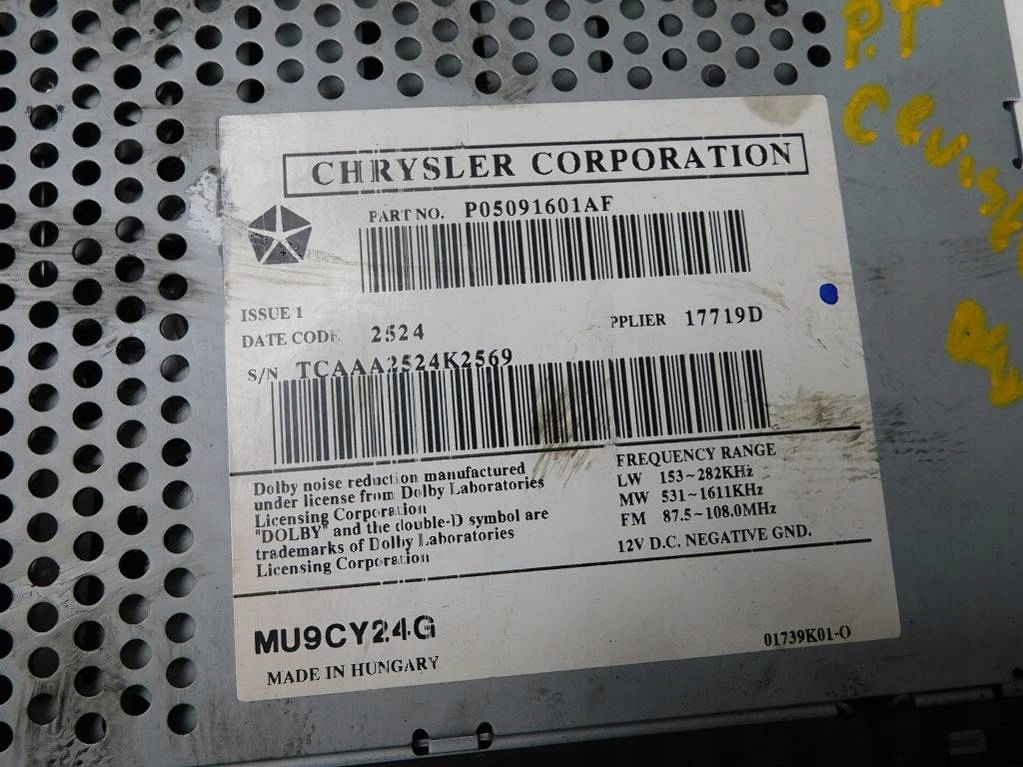 P.T
CRUISER
CHRYSLER CORPORATION
PART NO. P05091601AF
ISSUE 1
DATE CODE 2524
PPLIER 17719D
S/N TCAAA2524K2569
Dolby noise reduction manufactured
under license from Dolby Laboratories
Licensing Corporation
"DOLBY" and the double-D symbol are
trademarks of Dolby Laboratories
Licensing Corporation
FREQUENCY RANGE
LW 153~282KHz
MW 531~1611KHz
FM 87.5~108.0MHz
12V D.C. NEGATIVE GND.
MU9CY24G
MADE IN HUNGARY
01739K01-O